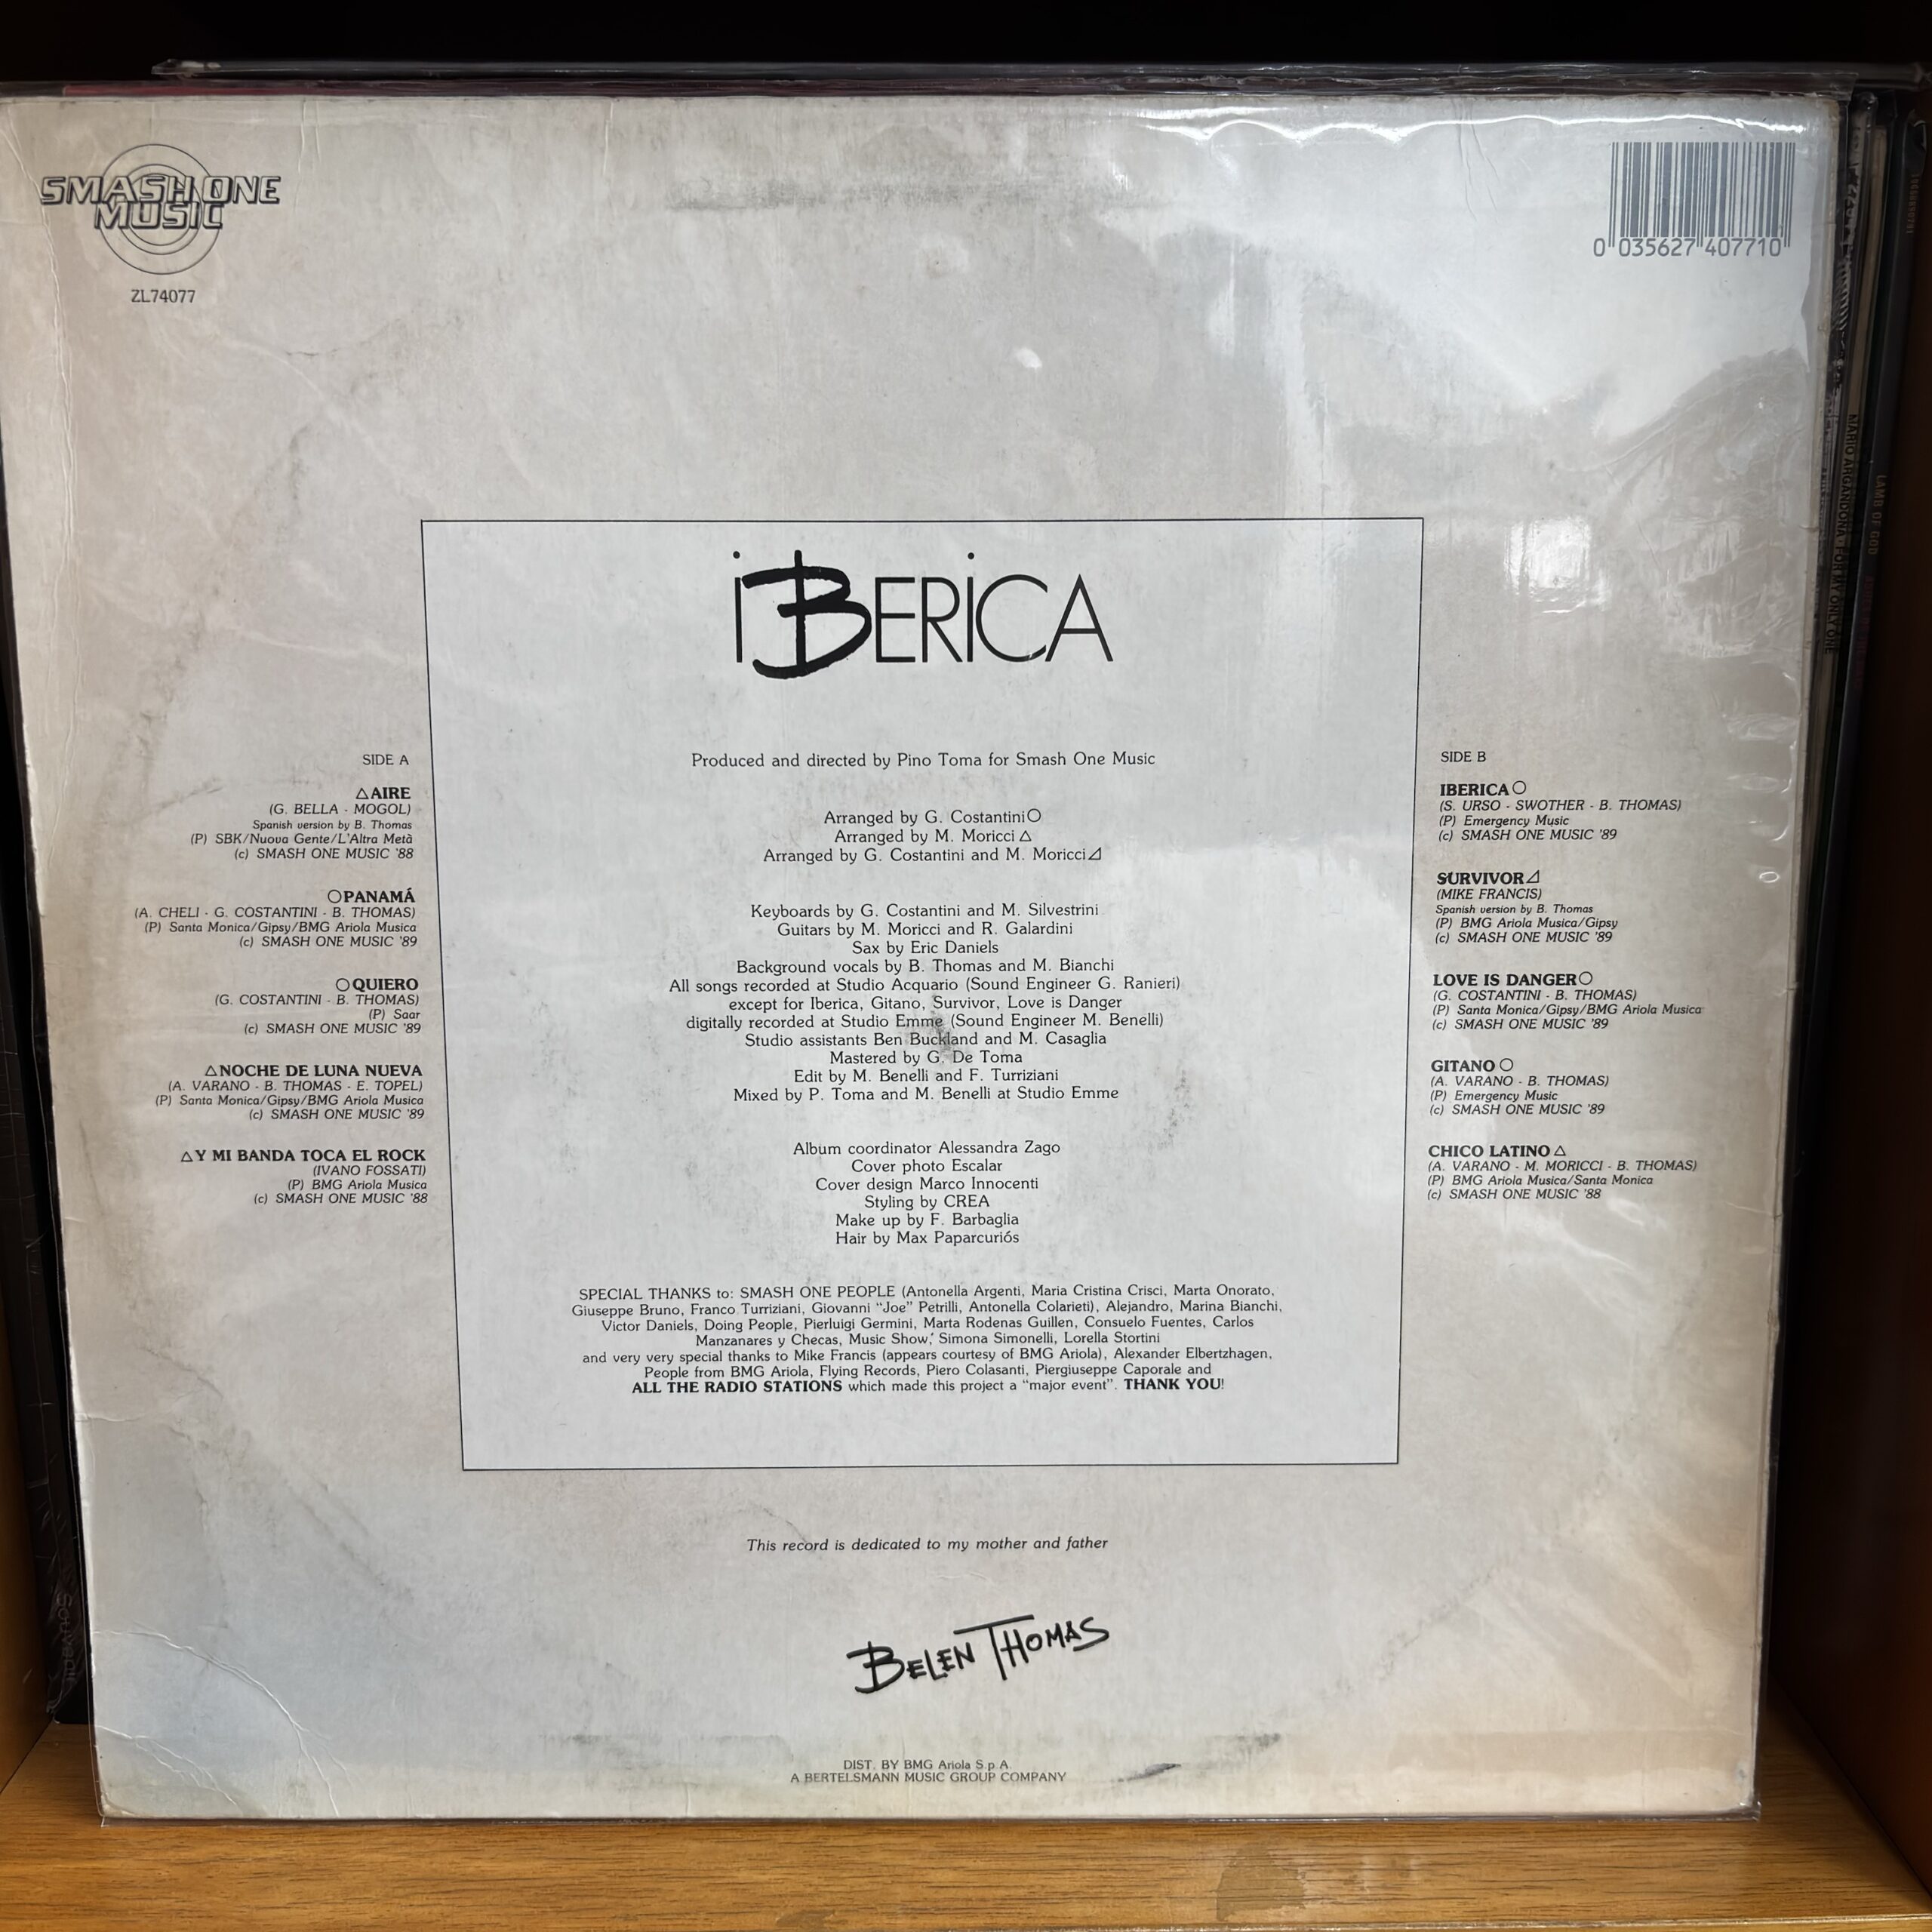 SMASH ONE
MUSIC
ZL74077
0 035627 407710
iBERiCA
SIDE A
△ AIRE
(G. BELLA - MOGOL)
Spanish version by B. Thomas
(P) SBK/Nuova Gente/L'Altra Metà
(c) SMASH ONE MUSIC '88
○ PANAMÁ
(A. CHELI - G. COSTANTINI - B. THOMAS)
(P) Santa Monica/Gipsy/BMG Ariola Musica
(c) SMASH ONE MUSIC '89
○ QUIERO
(G. COSTANTINI - B. THOMAS)
(P) Saar
(c) SMASH ONE MUSIC '89
△ NOCHE DE LUNA NUEVA
(A. VARANO - B. THOMAS - E. TOPEL)
(P) Santa Monica/Gipsy/BMG Ariola Musica
(c) SMASH ONE MUSIC '89
△ Y MI BANDA TOCA EL ROCK
(IVANO FOSSATI)
(P) BMG Ariola Musica
(c) SMASH ONE MUSIC '88
Produced and directed by Pino Toma for Smash One Music
Arranged by G. Costantini ○
Arranged by M. Moricci △
Arranged by G. Costantini and M. Moricci ⊿
Keyboards by G. Costantini and M. Silvestrini
Guitars by M. Moricci and R. Galardini
Sax by Eric Daniels
Background vocals by B. Thomas and M. Bianchi
All songs recorded at Studio Acquario (Sound Engineer G. Ranieri)
except for Iberica, Gitano, Survivor, Love is Danger
digitally recorded at Studio Emme (Sound Engineer M. Benelli)
Studio assistants Ben Buckland and M. Casaglia
Mastered by G. De Toma
Edit by M. Benelli and F. Turriziani
Mixed by P. Toma and M. Benelli at Studio Emme
Album coordinator Alessandra Zago
Cover photo Escalar
Cover design Marco Innocenti
Styling by CREA
Make up by F. Barbaglia
Hair by Max Paparcuriós
SPECIAL THANKS to: SMASH ONE PEOPLE (Antonella Argenti, Maria Cristina Crisci, Marta Onorato,
Giuseppe Bruno, Franco Turriziani, Giovanni "Joe" Petrilli, Antonella Colarieti), Alejandro, Marina Bianchi,
Victor Daniels, Doing People, Pierluigi Germini, Marta Rodenas Guillen, Consuelo Fuentes, Carlos
Manzanares y Checas, Music Show, Simona Simonelli, Lorella Stortini
and very very special thanks to Mike Francis (appears courtesy of BMG Ariola), Alexander Elbertzhagen,
People from BMG Ariola, Flying Records, Piero Colasanti, Piergiuseppe Caporale and
ALL THE RADIO STATIONS which made this project a "major event". THANK YOU!
SIDE B
IBERICA ○
(S. URSO - SWOTHER - B. THOMAS)
(P) Emergency Music
(c) SMASH ONE MUSIC '89
SURVIVOR ⊿
(MIKE FRANCIS)
Spanish version by B. Thomas
(P) BMG Ariola Musica/Gipsy
(c) SMASH ONE MUSIC '89
LOVE IS DANGER ○
(G. COSTANTINI - B. THOMAS)
(P) Santa Monica/Gipsy/BMG Ariola Musica
(c) SMASH ONE MUSIC '89
GITANO ○
(A. VARANO - B. THOMAS)
(P) Emergency Music
(c) SMASH ONE MUSIC '89
CHICO LATINO △
(A. VARANO - M. MORICCI - B. THOMAS)
(P) BMG Ariola Musica/Santa Monica
(c) SMASH ONE MUSIC '88
This record is dedicated to my mother and father
BELEN THOMAS
DIST. BY BMG Ariola S.p.A.
A BERTELSMANN MUSIC GROUP COMPANY
LAMB OF GOD
MY ONLY ONE